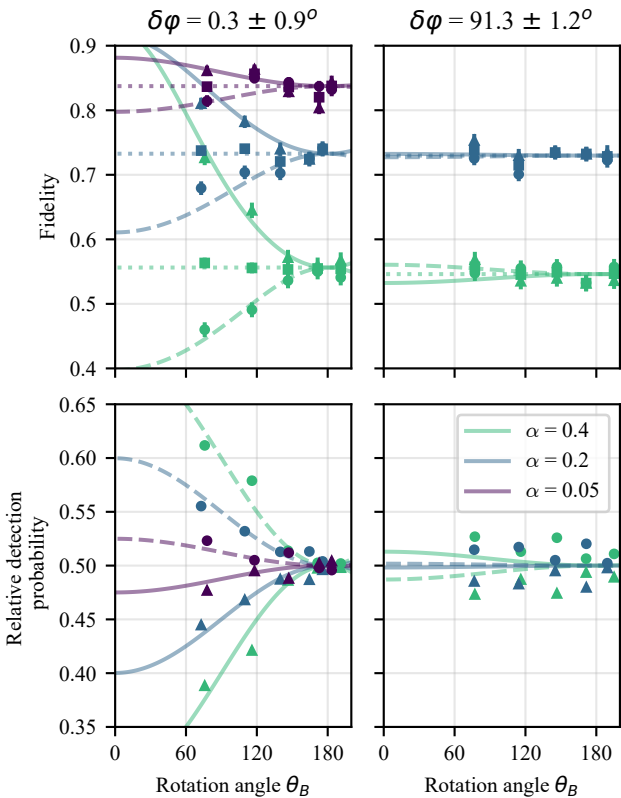 δφ = 0.3 ± 0.9°
δφ = 91.3 ± 1.2°
0.9
0.8
0.7
0.6
0.5
0.4
Fidelity
0.65
0.60
0.55
0.50
0.45
0.40
0.35
Relative detection
probability
α = 0.4
α = 0.2
α = 0.05
0 60 120 180
0 60 120 180
Rotation angle θ_B
Rotation angle θ_B